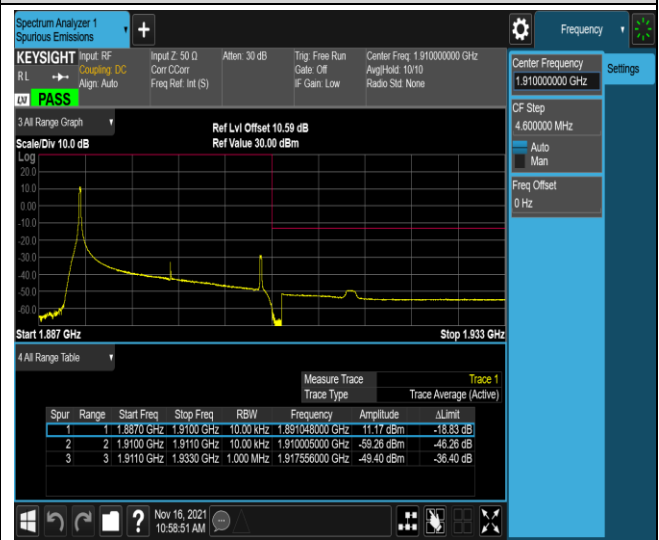 Spectrum Analyzer 1
Spurious Emissions
Frequency
KEYSIGHT Input: RF Input Z: 50 Ω Atten: 30 dB Trig: Free Run Center Freq: 1.910000000 GHz
RL Coupling: DC Corr CCorr Gate: Off Avg|Hold: 10/10
Align: Auto Freq Ref: Int (S) IF Gain: Low Radio Std: None
LXI PASS
Center Frequency
1.910000000 GHz
Settings
CF Step
4.600000 MHz
Auto
Man
Freq Offset
0 Hz
3 All Range Graph
Ref Lvl Offset 10.59 dB
Scale/Div 10.0 dB Ref Value 30.00 dBm
Log
20.0
10.0
0.00
-10.0
-20.0
-30.0
-40.0
-50.0
-60.0
Start 1.887 GHz Stop 1.933 GHz
4 All Range Table
Measure Trace Trace 1
Trace Type Trace Average (Active)
Spur Range Start Freq Stop Freq RBW Frequency Amplitude ΔLimit
1 1 1.8870 GHz 1.9100 GHz 10.00 kHz 1.891048000 GHz 11.17 dBm -18.83 dB
2 2 1.9100 GHz 1.9110 GHz 10.00 kHz 1.910005000 GHz -59.26 dBm -46.26 dB
3 3 1.9110 GHz 1.9330 GHz 1.000 MHz 1.917556000 GHz -49.40 dBm -36.40 dB
Nov 16, 2021
10:58:51 AM